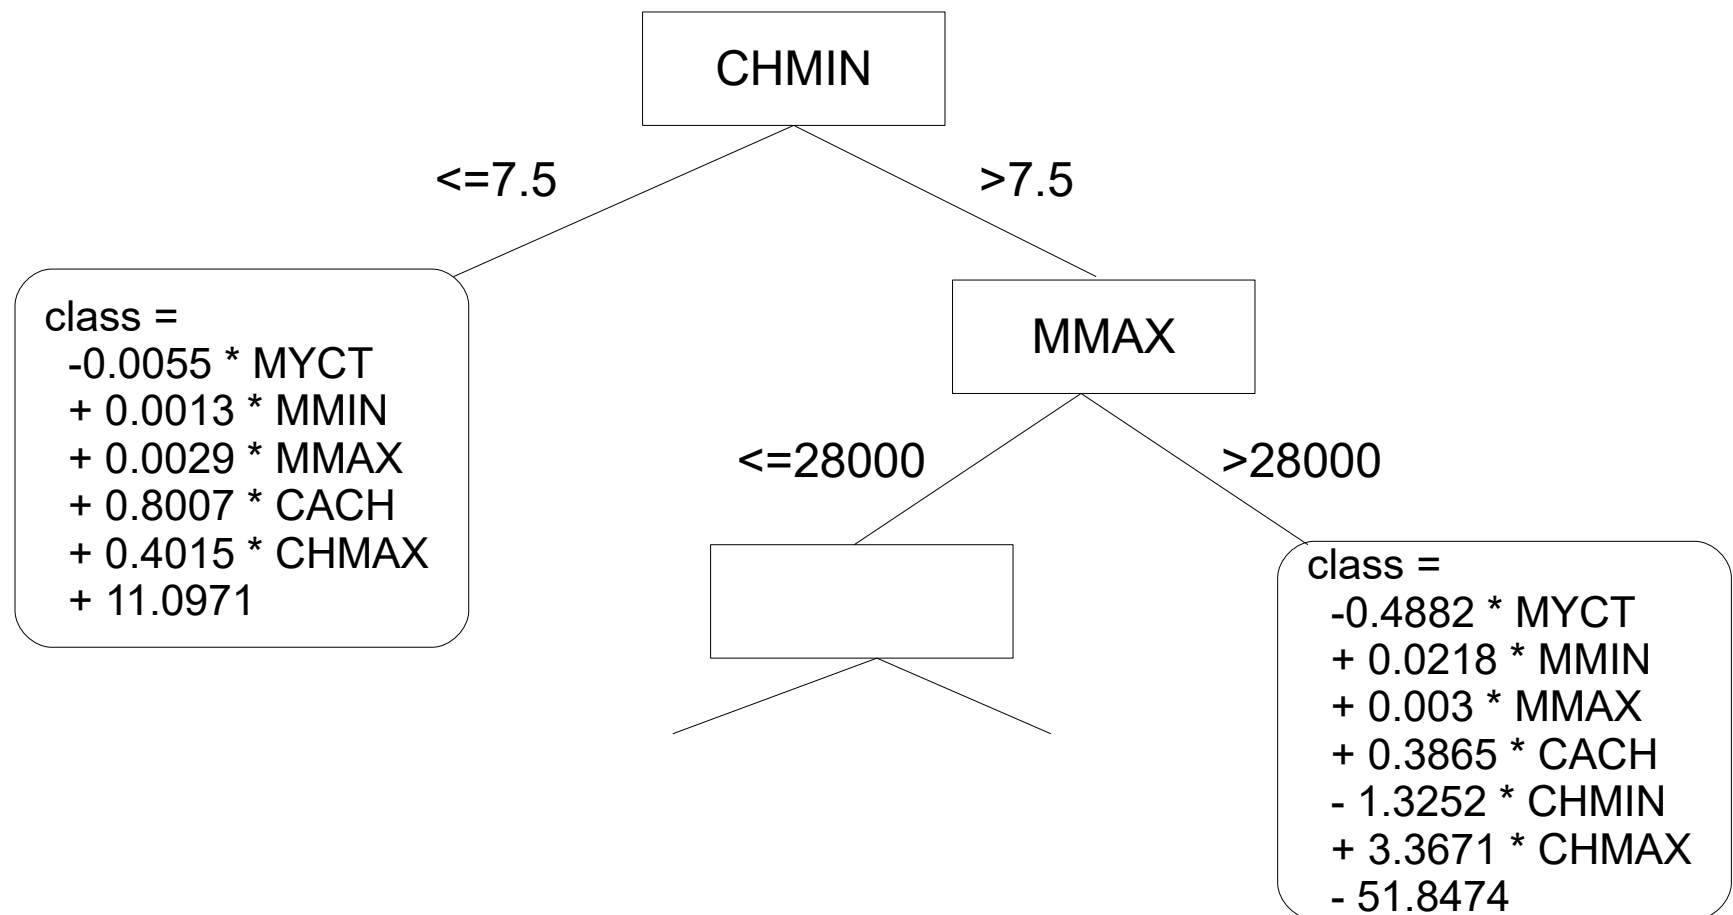 CHMIN
<=7.5
>7.5
class =
-0.0055 * MYCT
+ 0.0013 * MMIN
+ 0.0029 * MMAX
+ 0.8007 * CACH
+ 0.4015 * CHMAX
+ 11.0971
MMAX
<=28000
>28000
class =
-0.4882 * MYCT
+ 0.0218 * MMIN
+ 0.003 * MMAX
+ 0.3865 * CACH
- 1.3252 * CHMIN
+ 3.3671 * CHMAX
- 51.8474